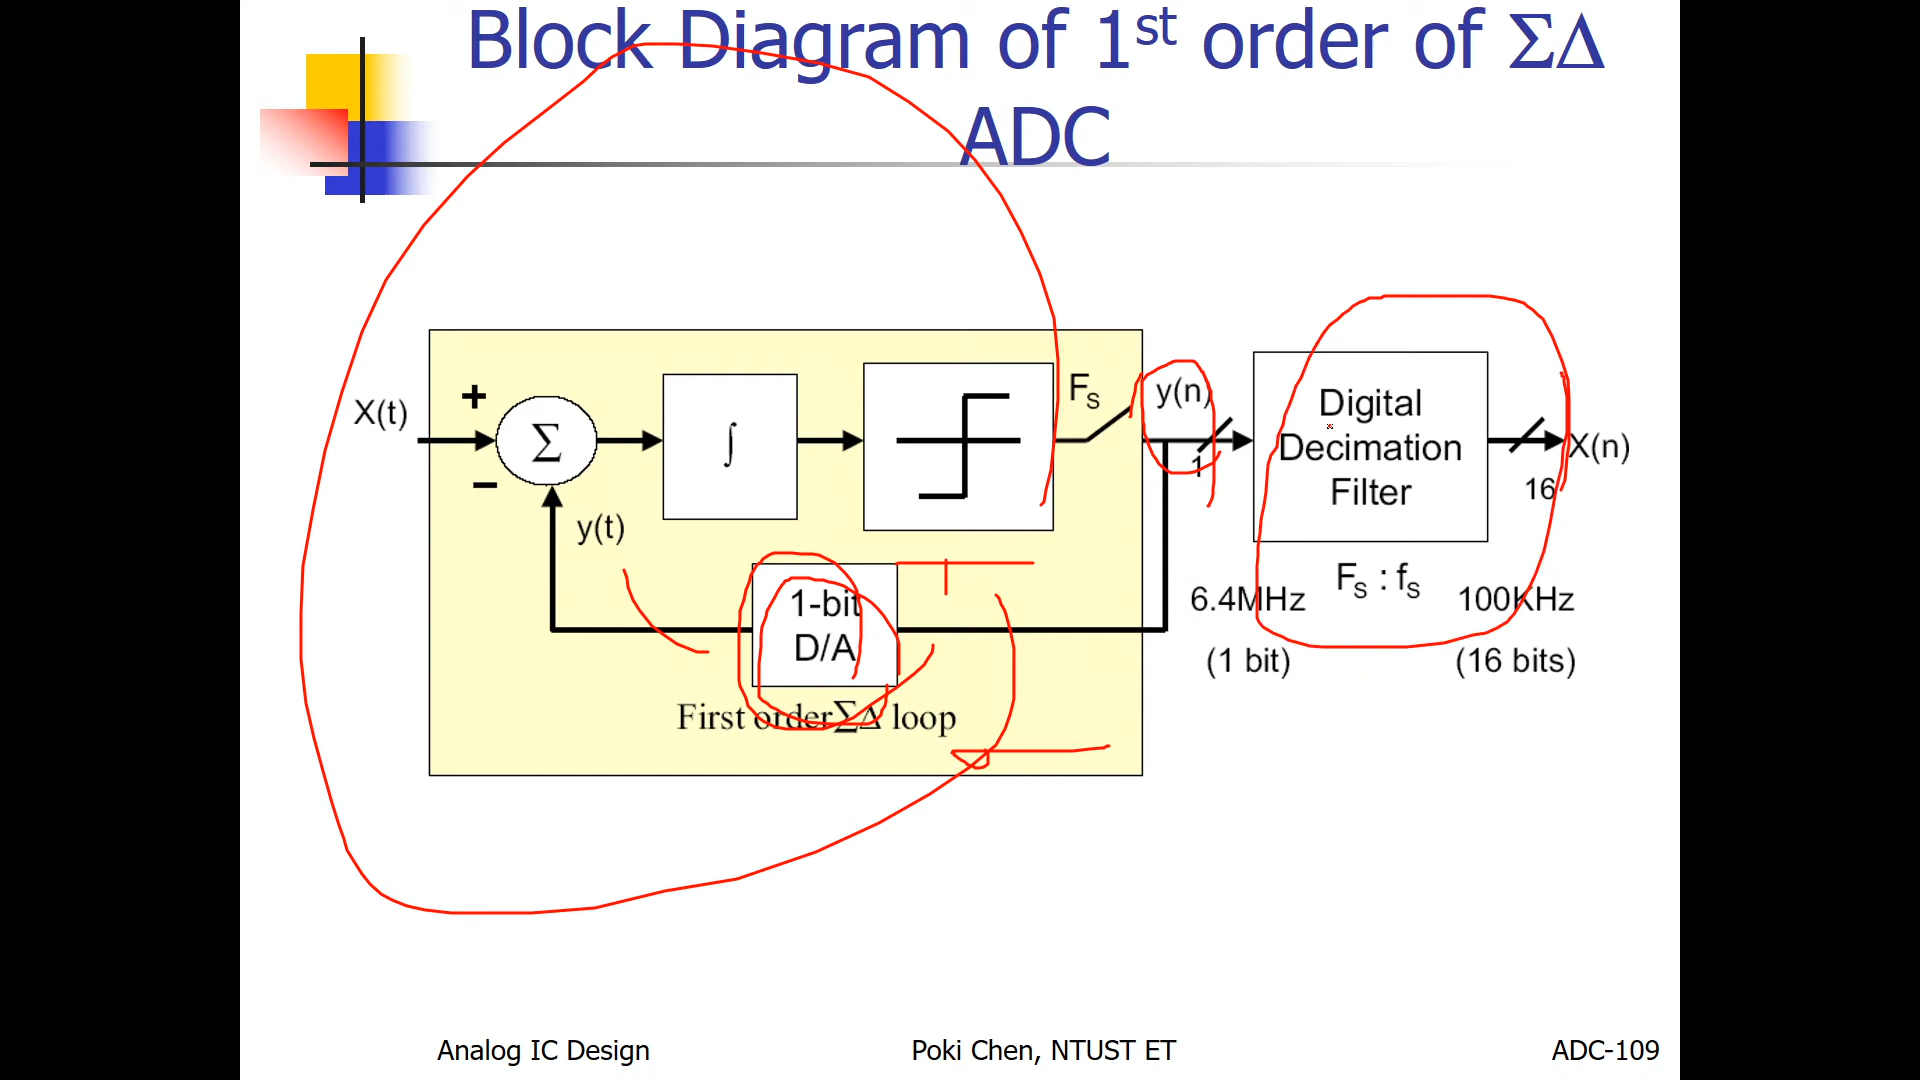 Block Diagram of 1st order of ΣΔ
ADC
X(t)
+
−
Σ
∫
Fs
y(n)
1
y(t)
1-bit
D/A
First order ΣΔ loop
Digital
Decimation
Filter
X(n)
16
6.4MHz
(1 bit)
Fs : fs
100KHz
(16 bits)
Analog IC Design
Poki Chen, NTUST ET
ADC-109